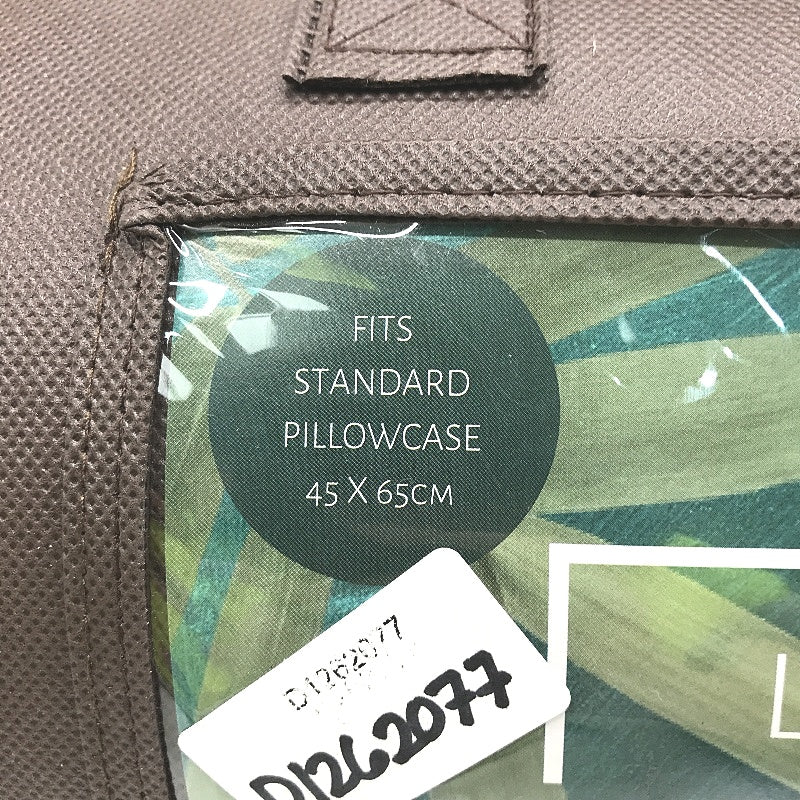 FITS
STANDARD
PILLOWCASE
45 X 65CM
D1262077
D1262077